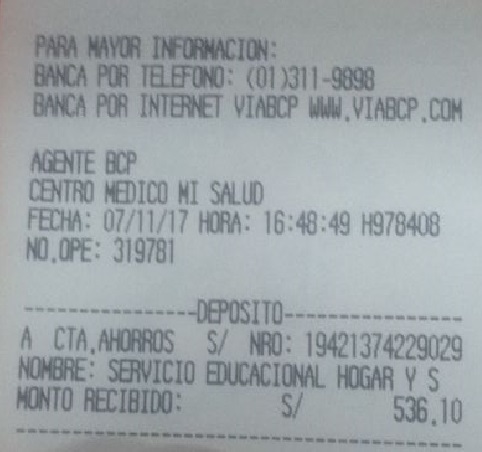 PARA MAYOR INFORMACION:
BANCA POR TELEFONO: (01)311-9898
BANCA POR INTERNET VIABCP WWW.VIABCP.COM
AGENTE BCP
CENTRO MEDICO MI SALUD
FECHA: 07/11/17 HORA: 16:48:49 H978408
NO.OPE: 319781
-----------------DEPOSITO-----------------
A CTA.AHORROS S/ NRO: 19421374229029
NOMBRE: SERVICIO EDUCACIONAL HOGAR Y S
MONTO RECIBIDO: S/ 536.10
------------------------------------------